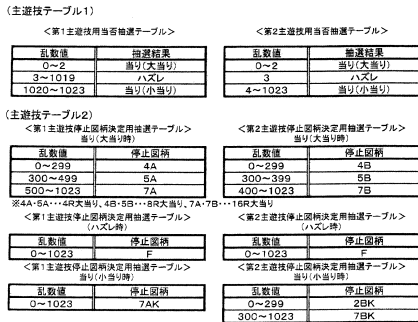 (主遊技テーブル1)
<第1主遊技用当否抽選テーブル>
乱数値 抽選結果
0~2 当り(大当り)
3~1019 ハズレ
1020~1023 当り(小当り)
<第2主遊技用当否抽選テーブル>
乱数値 抽選結果
0~2 当り(大当り)
3 ハズレ
4~1023 当り(小当り)
(主遊技テーブル2)
<第1主遊技停止図柄決定用抽選テーブル>
当り(大当り時)
乱数値 停止図柄
0~299 4A
300~499 5A
500~1023 7A
<第2主遊技停止図柄決定用抽選テーブル>
当り(大当り時)
乱数値 停止図柄
0~299 4B
300~399 5B
400~1023 7B
※4A・5A・・・4R大当り、4B・5B・・・8R大当り、7A・7B・・・16R大当り
<第1主遊技停止図柄決定用抽選テーブル>
(ハズレ時)
乱数値 停止図柄
0~1023 F
<第2主遊技停止図柄決定用抽選テーブル>
(ハズレ時)
乱数値 停止図柄
0~1023 F
<第1主遊技停止図柄決定用抽選テーブル>
当り(小当り時)
乱数値 停止図柄
0~1023 7AK
<第2主遊技停止図柄決定用抽選テーブル>
当り(小当り時)
乱数値 停止図柄
0~299 2BK
300~1023 7BK